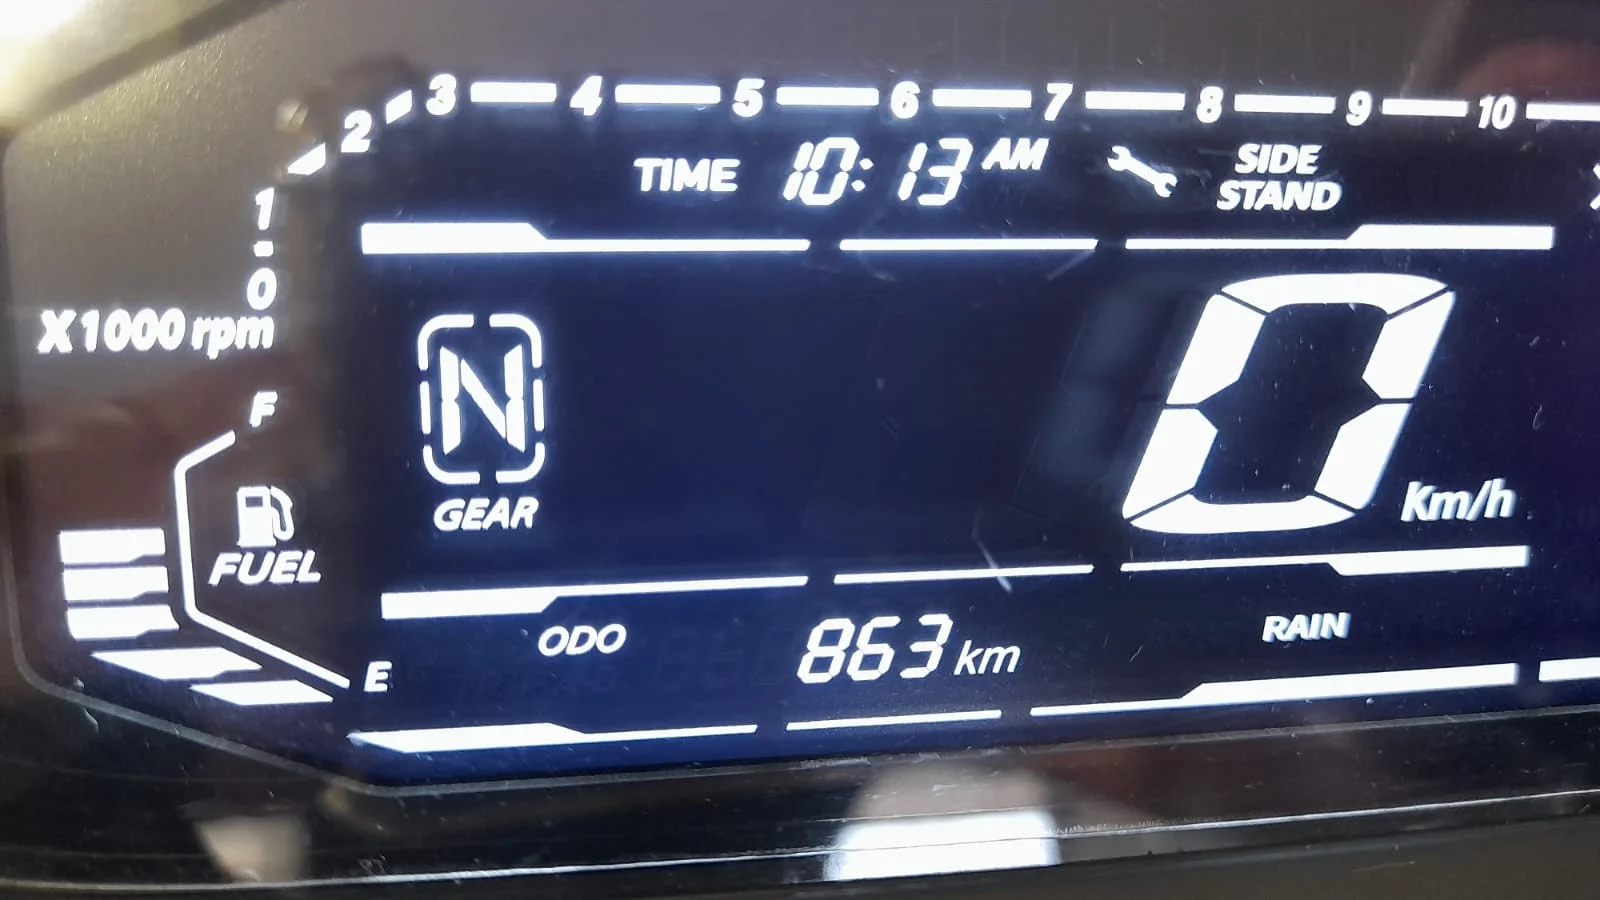 3 4 5 6 7 8 9 10
2
TIME 10:13 AM SIDE
STAND
1
-
0
X1000 rpm
N
GEAR
0 Km/h
F
FUEL
E
ODO 863 km RAIN